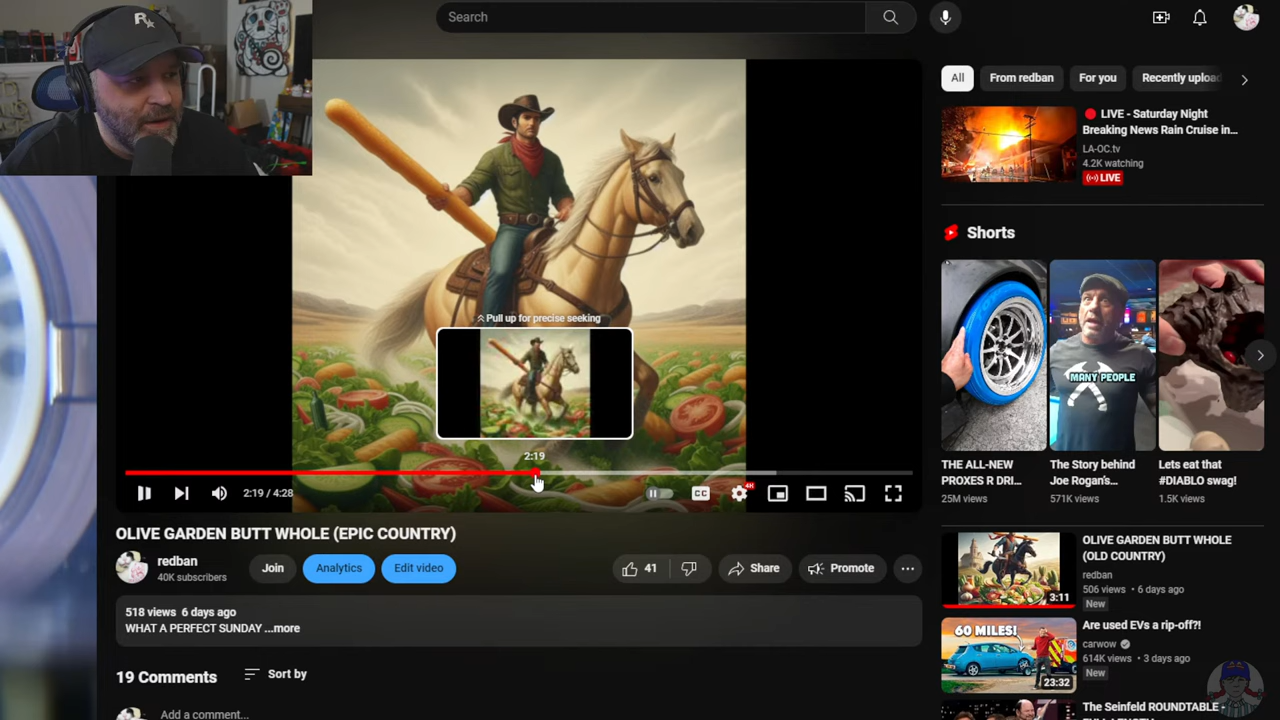 R★
Search
All
From redban
For you
Recently upload
LIVE - Saturday Night
Breaking News Rain Cruise in...
LA-OC.tv
4.2K watching
LIVE
Shorts
Pull up for precise seeking
2:19
2:19 / 4:28
CC
4K
MANY PEOPLE
THE ALL-NEW
PROXES R DRI...
25M views
The Story behind
Joe Rogan's...
571K views
Lets eat that
#DIABLO swag!
1.5K views
OLIVE GARDEN BUTT WHOLE (EPIC COUNTRY)
redban
40K subscribers
Join
Analytics
Edit video
41
Share
Promote
518 views 6 days ago
WHAT A PERFECT SUNDAY ...more
19 Comments
Sort by
Add a comment...
OLIVE GARDEN BUTT WHOLE
(OLD COUNTRY)
redban
506 views • 6 days ago
New
3:11
Are used EVs a rip-off?!
carwow
614K views • 3 days ago
New
60 MILES!
23:32
The Seinfeld ROUNDTABLE -